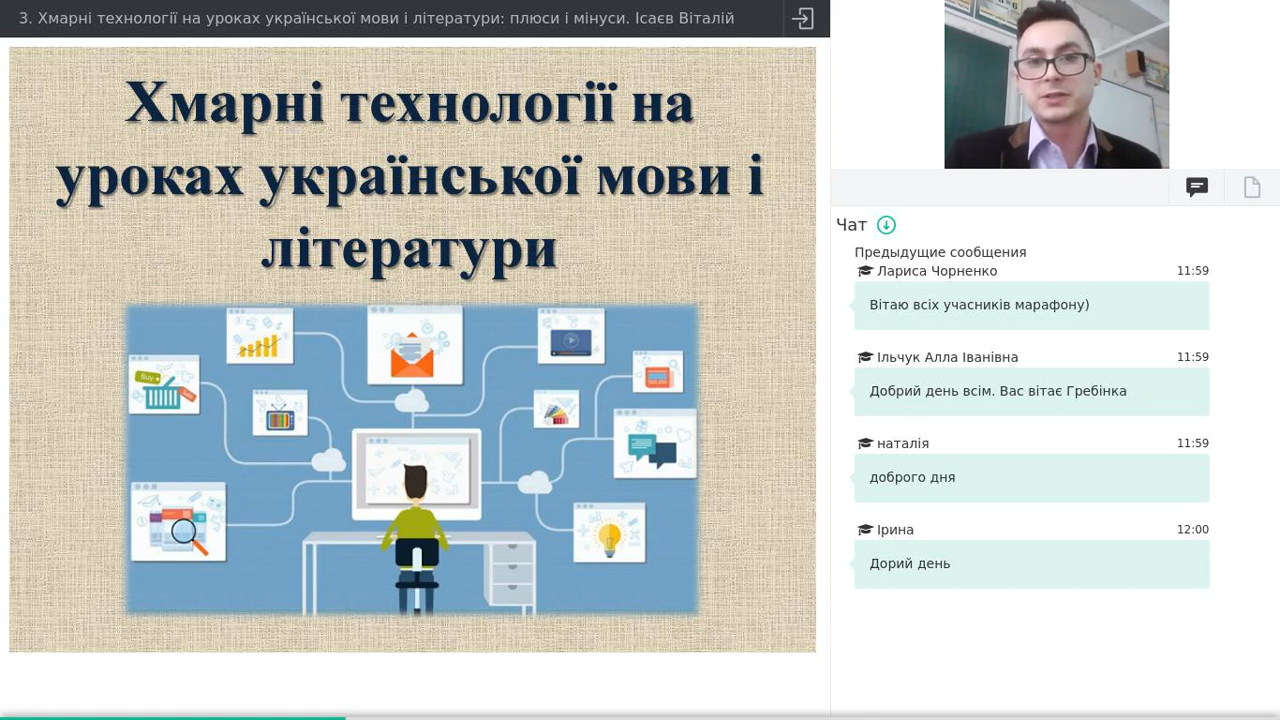 3. Хмарні технології на уроках української мови і літератури: плюси і мінуси. Ісаєв Віталій
Хмарні технології на
уроках української мови і
літератури
Buy
Чат
Предыдущие сообщения
Лариса Чорненко 11:59
Вітаю всіх учасників марафону)
Ільчук Алла Іванівна 11:59
Добрий день всім. Вас вітає Гребінка
наталія 11:59
доброго дня
Ірина 12:00
Дорий день